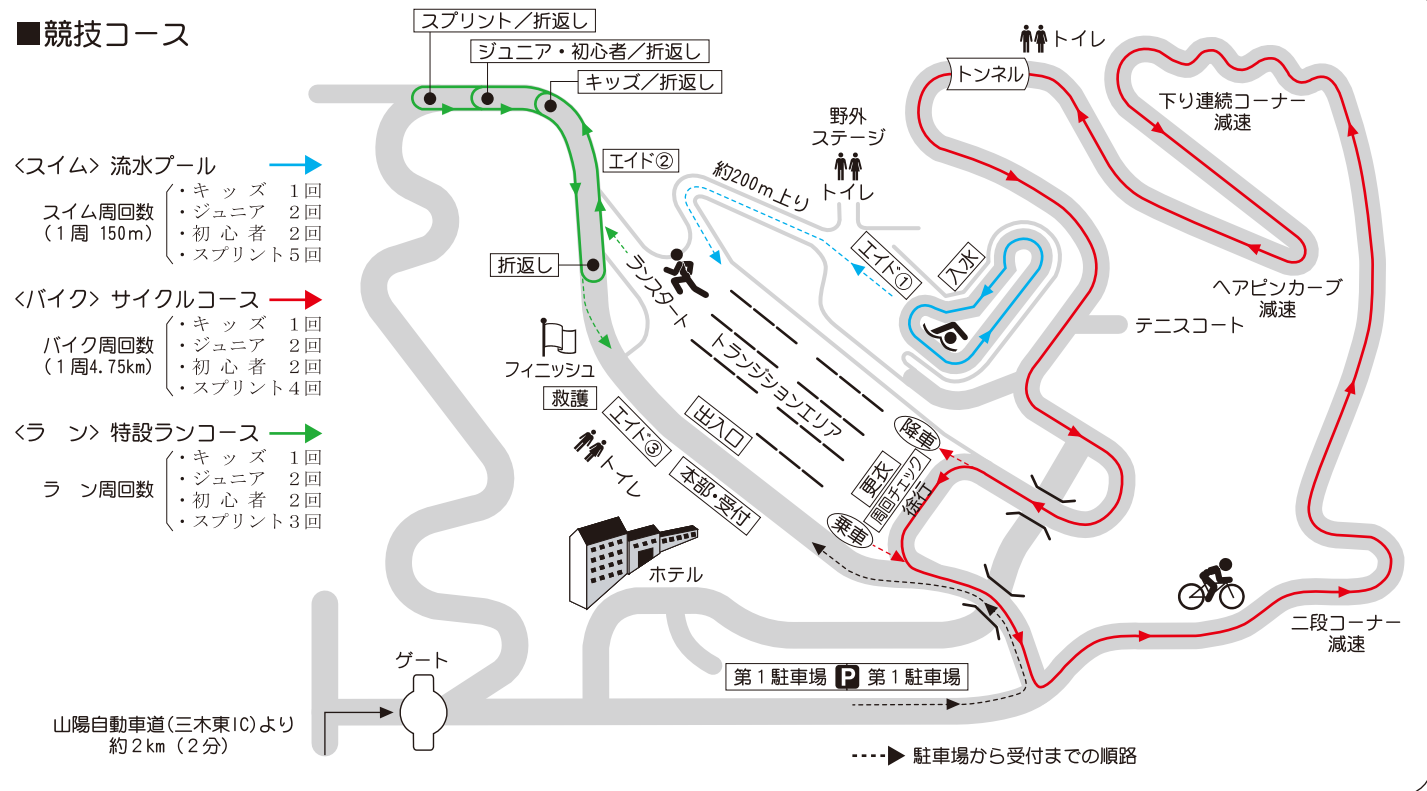 ■競技コース
<スイム> 流水プール
スイム周回数
(1周 150m)
・キッズ 1回
・ジュニア 2回
・初心者 2回
・スプリント5回
<バイク> サイクルコース
バイク周回数
(1周4.75km)
・キッズ 1回
・ジュニア 2回
・初心者 2回
・スプリント4回
<ラン> 特設ランコース
ラン周回数
・キッズ 1回
・ジュニア 2回
・初心者 2回
・スプリント3回
スプリント／折返し
ジュニア・初心者／折返し
キッズ／折返し
エイド②
折返し
ランスタート
フィニッシュ
救護
エイド③
トイレ
出入口
本部・受付
トランジションエリア
約200m上り
野外
ステージ
トイレ
エイド①
入水
トイレ
トンネル
下り連続コーナー
減速
ヘアピンカーブ
減速
テニスコート
降車
更衣
周回チェック
徐行
乗車
ホテル
二段コーナー
減速
ゲート
第1駐車場 P 第1駐車場
山陽自動車道(三木東IC)より
約2km(2分)
駐車場から受付までの順路